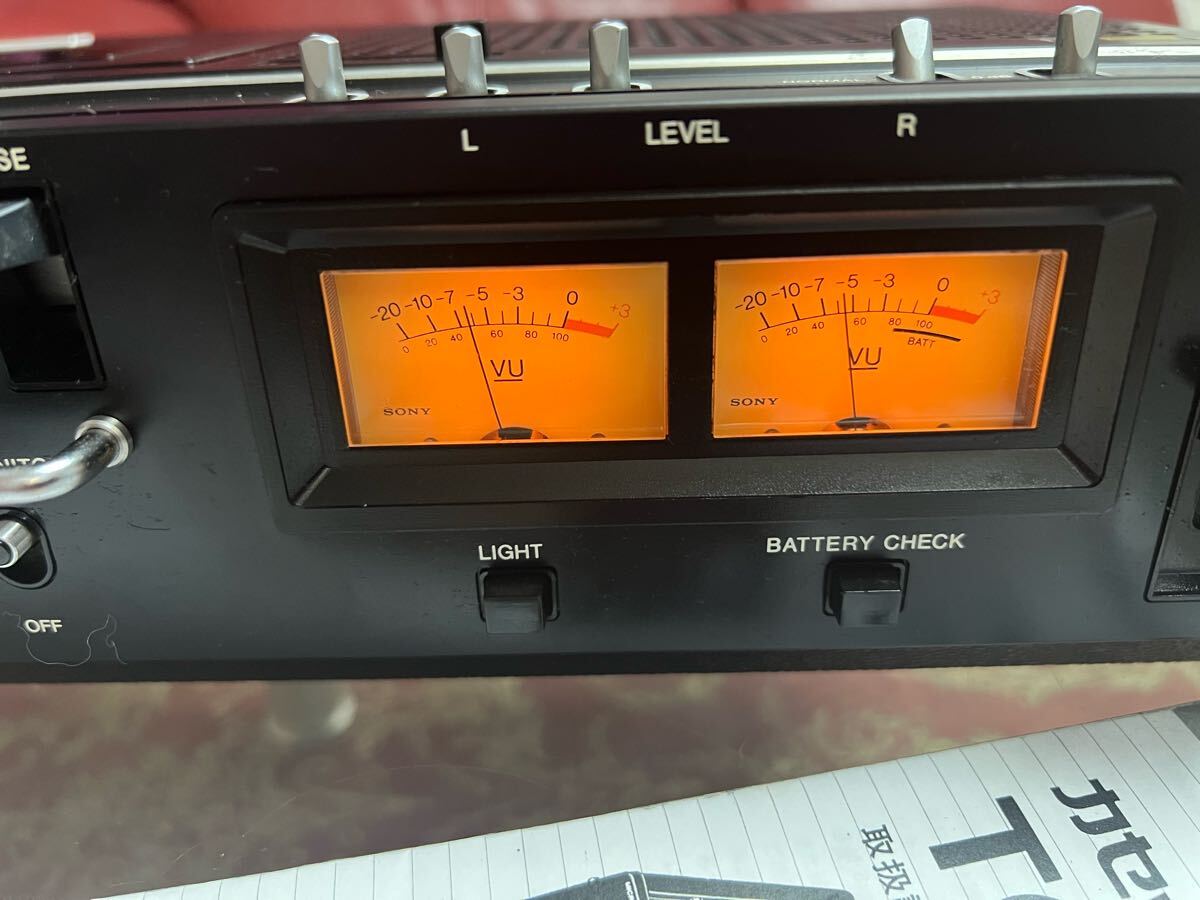 L LEVEL R
-20 -10 -7 -5 -3 0 +3
0 20 40 60 80 100
VU
SONY
-20 -10 -7 -5 -3 0 +3
0 20 40 60 80 100
BATT
VU
SONY
LIGHT
BATTERY CHECK
OFF
カセ
取扱